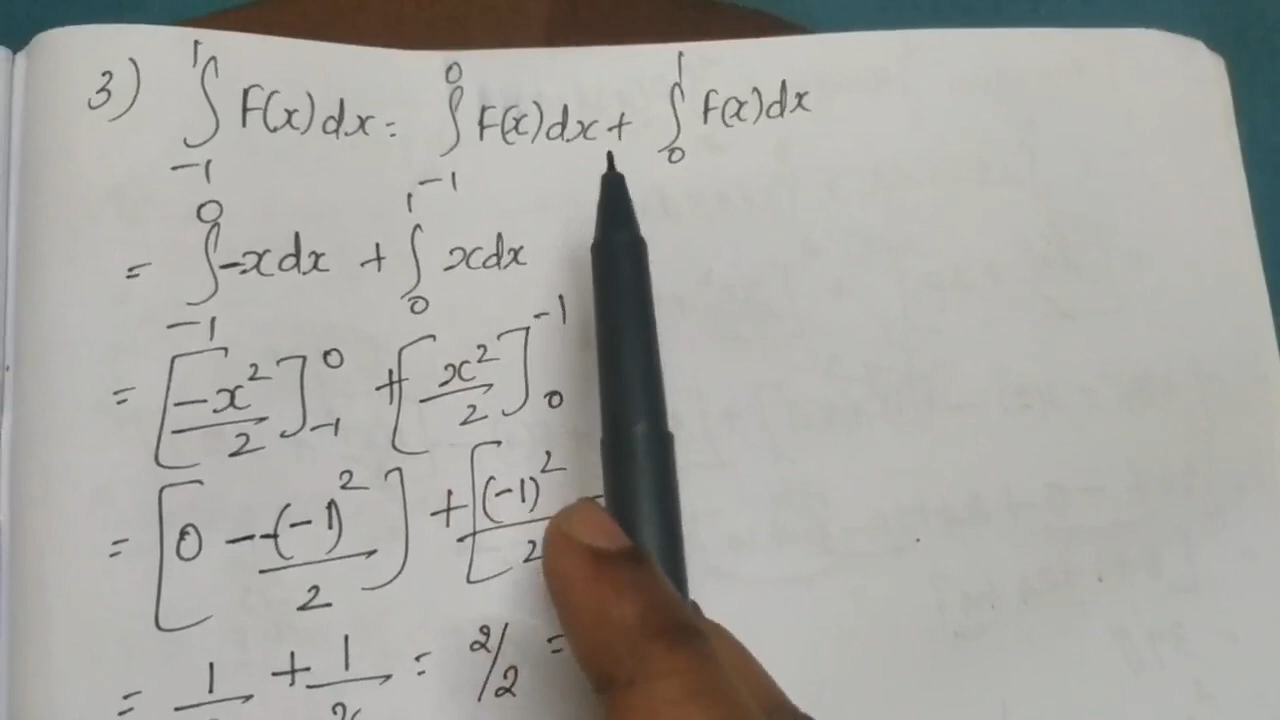 3) ∫_{-1}^{1} F(x) dx = ∫_{-1}^{0} F(x) dx + ∫_{0}^{1} F(x) dx
= ∫_{-1}^{0} -x dx + ∫_{0}^{1} x dx
= [-x²/2]_{-1}^{0} + [x²/2]_{0}^{-1}
= [0 - -(-1)²/2] + [(-1)²/2
= 1/ + 1/2 = 2/2 =